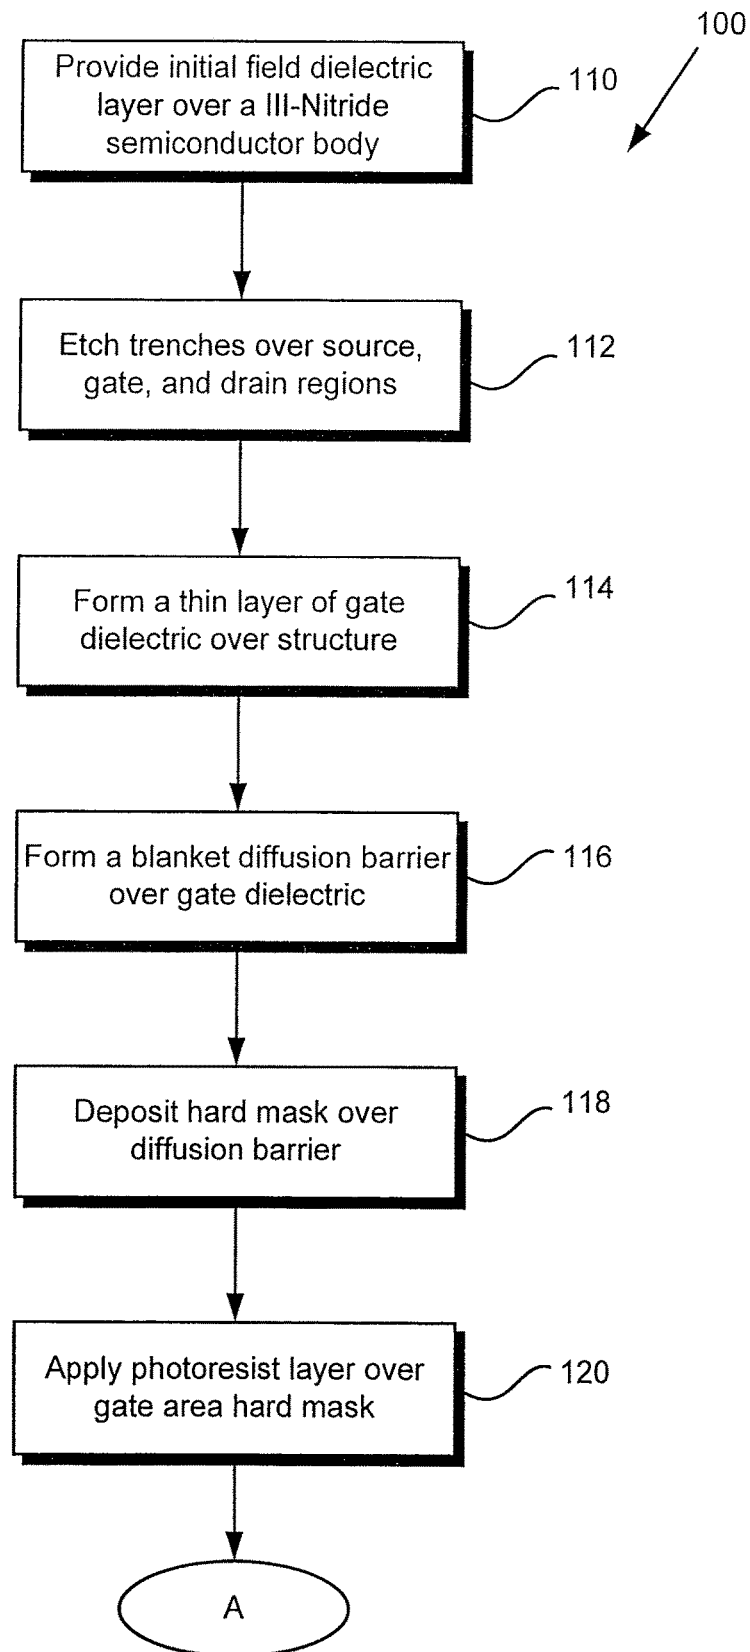 100
Provide initial field dielectric
layer over a III-Nitride
semiconductor body
110
Etch trenches over source,
gate, and drain regions
112
Form a thin layer of gate
dielectric over structure
114
Form a blanket diffusion barrier
over gate dielectric
116
Deposit hard mask over
diffusion barrier
118
Apply photoresist layer over
gate area hard mask
120
A